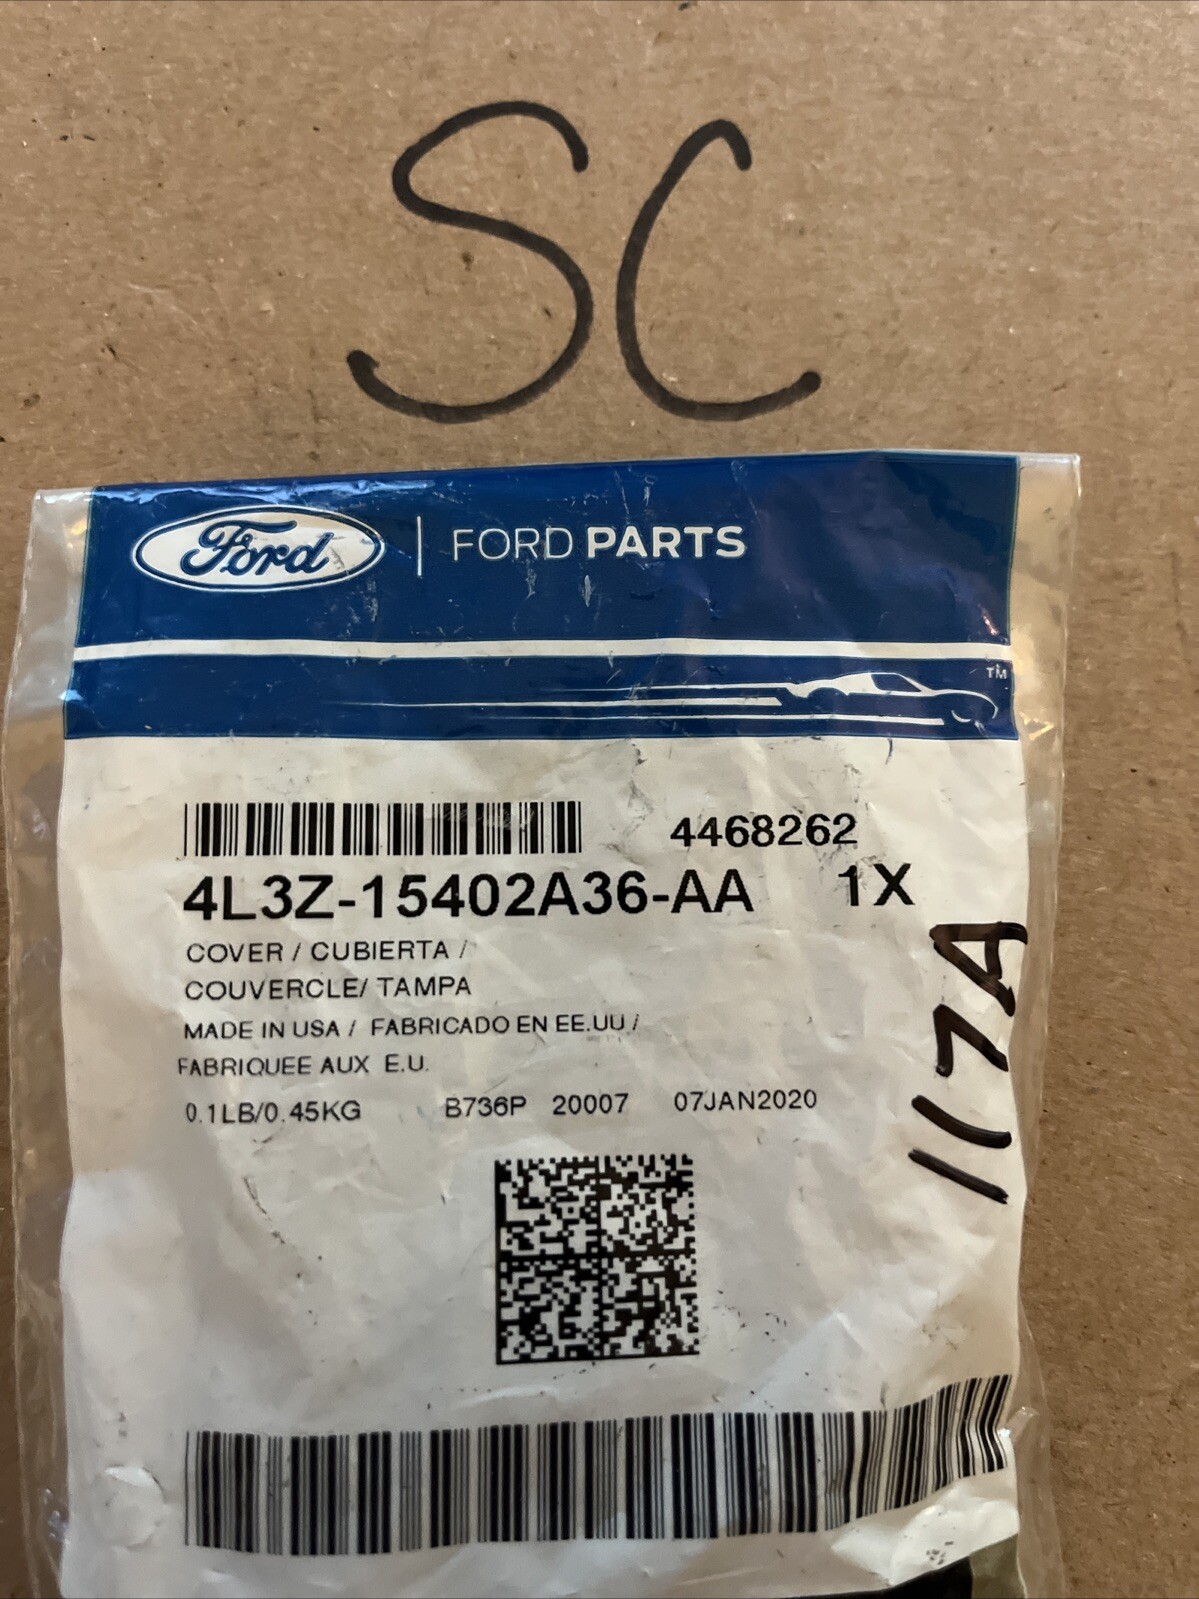 SC
Ford | FORD PARTS
TM
4468262
4L3Z-15402A36-AA 1X
COVER / CUBIERTA /
COUVERCLE/ TAMPA
MADE IN USA / FABRICADO EN EE.UU /
FABRIQUEE AUX E.U.
0.1LB/0.45KG B736P 20007 07JAN2020
117A